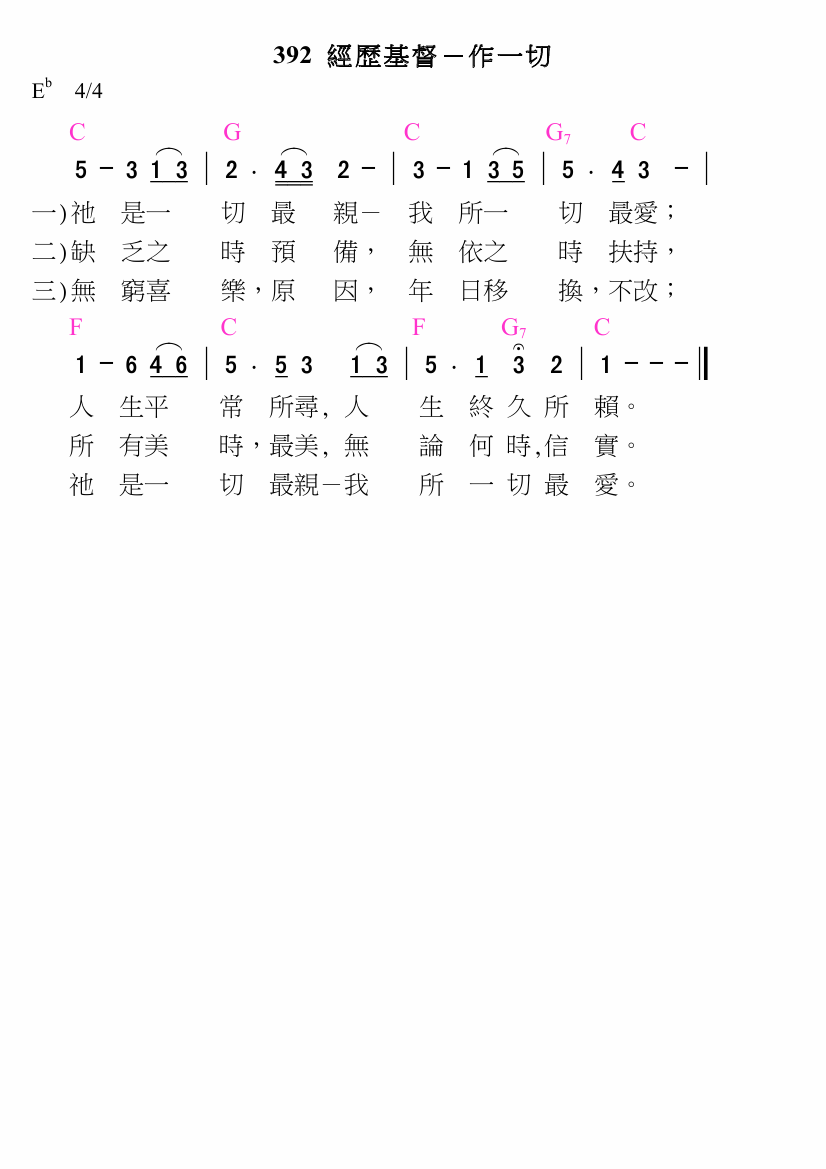 392 經歷基督－作一切
E♭ 4/4
C G C G7 C
5 － 3 1 3 | 2 . 4 3 2 － | 3 － 1 3 5 | 5 . 4 3 － |
一)祂 是一 切 最 親－ 我 所一 切 最愛；
二)缺 乏之 時 預 備， 無 依之 時 扶持，
三)無 窮喜 樂，原 因， 年 日移 換，不改；
F C F G7 C
1 － 6 4 6 | 5 . 5 3 1 3 | 5 . 1 3 2 | 1 － － － ‖
人 生平 常 所尋, 人 生 終 久 所 賴。
所 有美 時，最美, 無 論 何 時,信 實。
祂 是一 切 最親－我 所 一 切 最 愛。